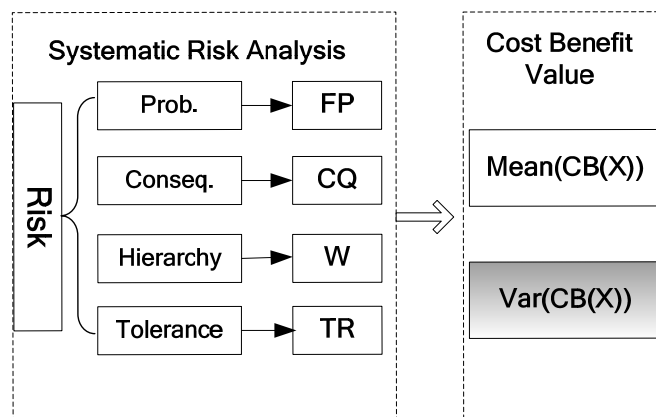 Systematic Risk Analysis
Risk
Prob.
FP
Conseq.
CQ
Hierarchy
W
Tolerance
TR
Cost Benefit
Value
Mean(CB(X))
Var(CB(X))